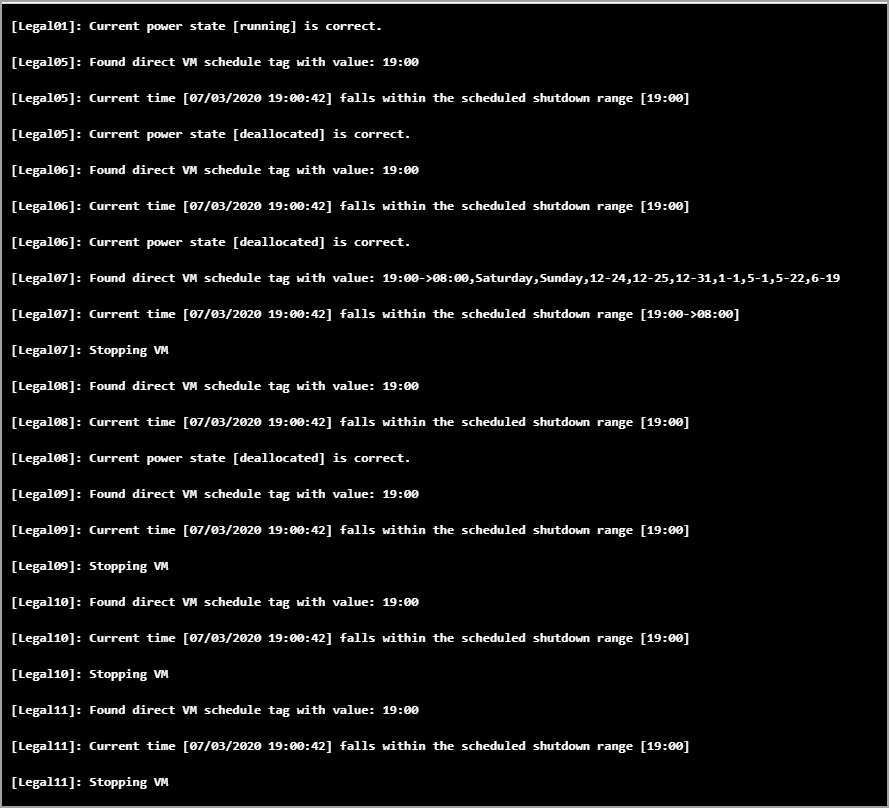 [Legal01]: Current power state [running] is correct.
[Legal05]: Found direct VM schedule tag with value: 19:00
[Legal05]: Current time [07/03/2020 19:00:42] falls within the scheduled shutdown range [19:00]
[Legal05]: Current power state [deallocated] is correct.
[Legal06]: Found direct VM schedule tag with value: 19:00
[Legal06]: Current time [07/03/2020 19:00:42] falls within the scheduled shutdown range [19:00]
[Legal06]: Current power state [deallocated] is correct.
[Legal07]: Found direct VM schedule tag with value: 19:00->08:00,Saturday,Sunday,12-24,12-25,12-31,1-1,5-1,5-22,6-19
[Legal07]: Current time [07/03/2020 19:00:42] falls within the scheduled shutdown range [19:00->08:00]
[Legal07]: Stopping VM
[Legal08]: Found direct VM schedule tag with value: 19:00
[Legal08]: Current time [07/03/2020 19:00:42] falls within the scheduled shutdown range [19:00]
[Legal08]: Current power state [deallocated] is correct.
[Legal09]: Found direct VM schedule tag with value: 19:00
[Legal09]: Current time [07/03/2020 19:00:42] falls within the scheduled shutdown range [19:00]
[Legal09]: Stopping VM
[Legal10]: Found direct VM schedule tag with value: 19:00
[Legal10]: Current time [07/03/2020 19:00:42] falls within the scheduled shutdown range [19:00]
[Legal10]: Stopping VM
[Legal11]: Found direct VM schedule tag with value: 19:00
[Legal11]: Current time [07/03/2020 19:00:42] falls within the scheduled shutdown range [19:00]
[Legal11]: Stopping VM